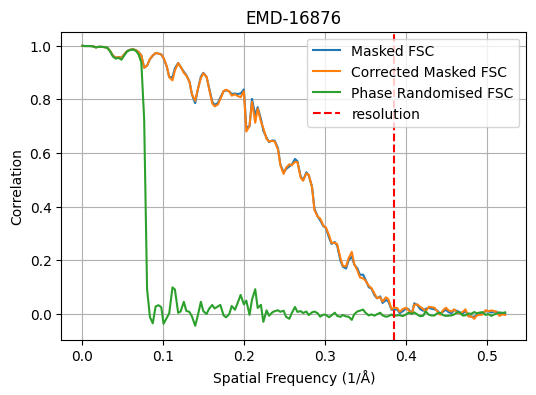 EMD-16876
Masked FSC
Corrected Masked FSC
Phase Randomised FSC
resolution
Correlation
1.0
0.8
0.6
0.4
0.2
0.0
0.0 0.1 0.2 0.3 0.4 0.5
Spatial Frequency (1/Å)